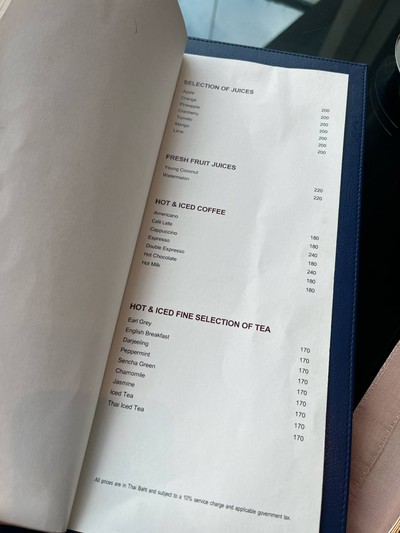 SELECTION OF JUICES
Apple 200
Orange 200
Pineapple 200
Cranberry 200
Tomato 200
Mango 200
Lime 200
FRESH FRUIT JUICES
Young Coconut 220
Watermelon 220
HOT & ICED COFFEE
Americano 180
Café Latte 180
Cappuccino 240
Espresso 180
Double Espresso 240
Hot Chocolate 180
Hot Milk 180
HOT & ICED FINE SELECTION OF TEA
Earl Grey 170
English Breakfast 170
Darjeeling 170
Peppermint 170
Sencha Green 170
Chamomile 170
Jasmine 170
Iced Tea 170
Thai Iced Tea 170
All prices are in Thai Baht and subject to a 10% service charge and applicable government tax.